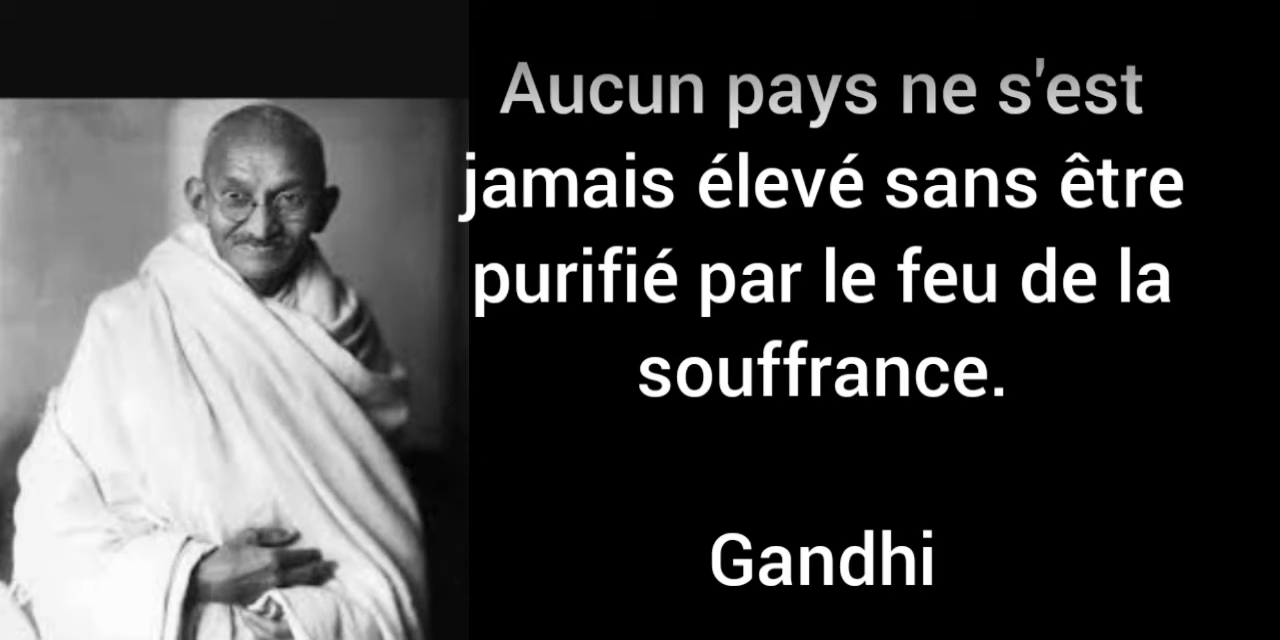 Aucun pays ne s'est
jamais élevé sans être
purifié par le feu de la
souffrance.
Gandhi